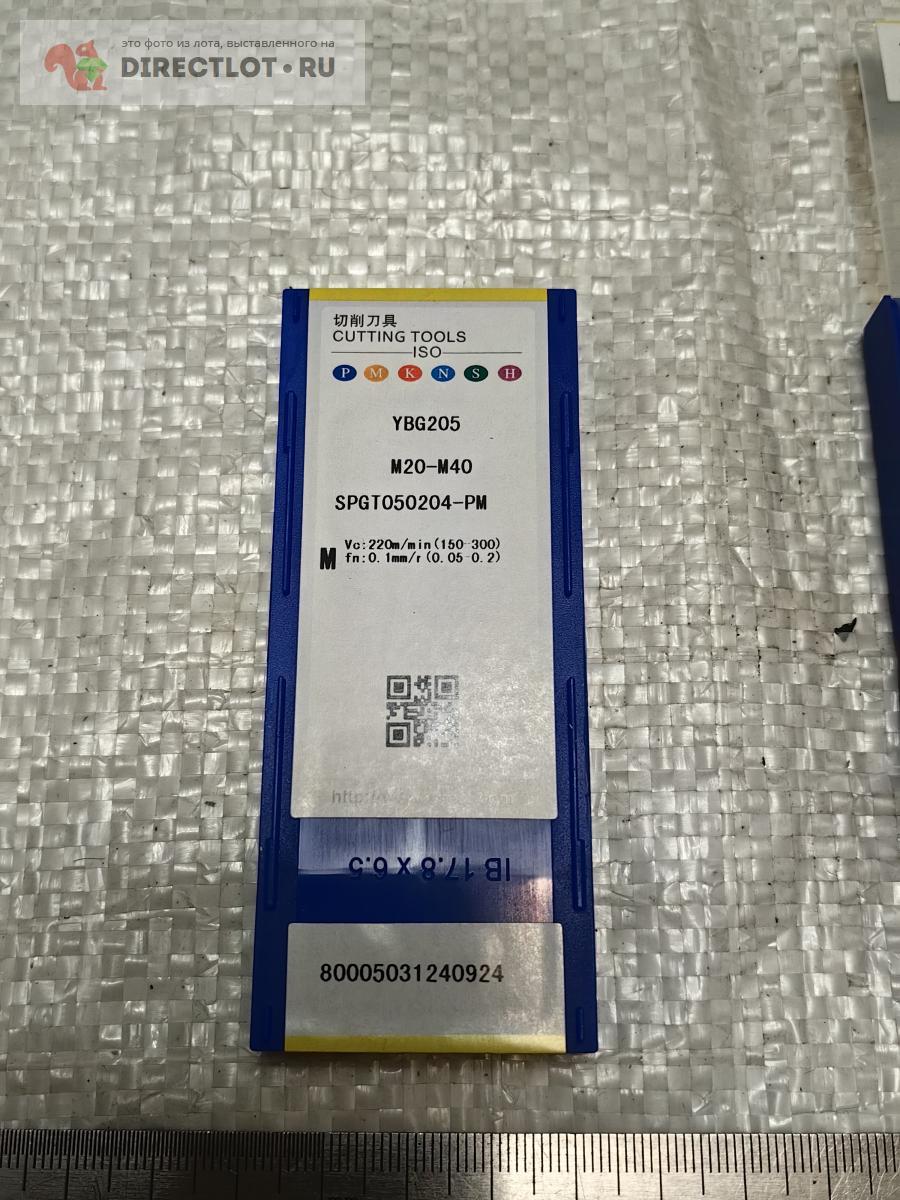 это фото из лота, выставленного на
DIRECTLOT•RU
切削刀具
CUTTING TOOLS
ISO
P M K N S H
YBG205
M20-M40
SPGT050204-PM
M
Vc:220m/min(150-300)
fn:0.1mm/r(0.05-0.2)
IB 17.8 x 6.5
80005031240924